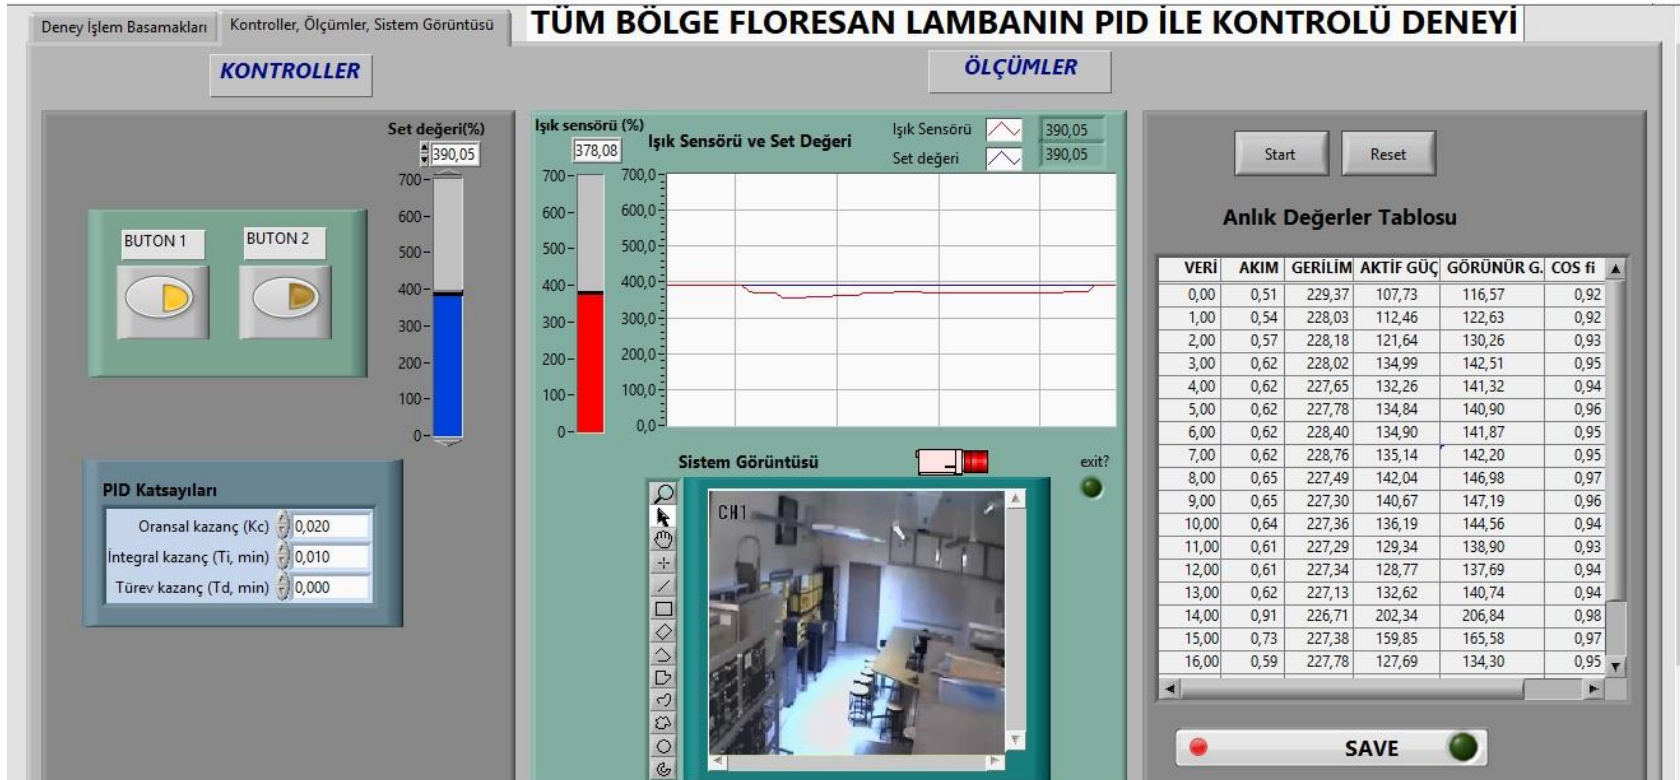 Deney İşlem Basamakları
Kontroller, Ölçümler, Sistem Görüntüsü
TÜM BÖLGE FLORESAN LAMBANIN PID İLE KONTROLÜ DENEYİ
KONTROLLER
ÖLÇÜMLER
Set değeri(%)
390,05
700
600
500
400
300
200
100
0
BUTON 1
BUTON 2
PID Katsayıları
Oransal kazanç (Kc) 0,020
İntegral kazanç (Ti, min) 0,010
Türev kazanç (Td, min) 0,000
Işık sensörü (%)
378,08
700
600
500
400
300
200
100
0
Işık Sensörü ve Set Değeri
Işık Sensörü 390,05
Set değeri 390,05
700,0
600,0
500,0
400,0
300,0
200,0
100,0
0,0
Sistem Görüntüsü
exit?
CH1
Start
Reset
Anlık Değerler Tablosu
VERİ AKIM GERİLİM AKTİF GÜÇ GÖRÜNÜR G. COS fi
0,00 0,51 229,37 107,73 116,57 0,92
1,00 0,54 228,03 112,46 122,63 0,92
2,00 0,57 228,18 121,64 130,26 0,93
3,00 0,62 228,02 134,99 142,51 0,95
4,00 0,62 227,65 132,26 141,32 0,94
5,00 0,62 227,78 134,84 140,90 0,96
6,00 0,62 228,40 134,90 141,87 0,95
7,00 0,62 228,76 135,14 142,20 0,95
8,00 0,65 227,49 142,04 146,98 0,97
9,00 0,65 227,30 140,67 147,19 0,96
10,00 0,64 227,36 136,19 144,56 0,94
11,00 0,61 227,29 129,34 138,90 0,93
12,00 0,61 227,34 128,77 137,69 0,94
13,00 0,62 227,13 132,62 140,74 0,94
14,00 0,91 226,71 202,34 206,84 0,98
15,00 0,73 227,38 159,85 165,58 0,97
16,00 0,59 227,78 127,69 134,30 0,95
SAVE